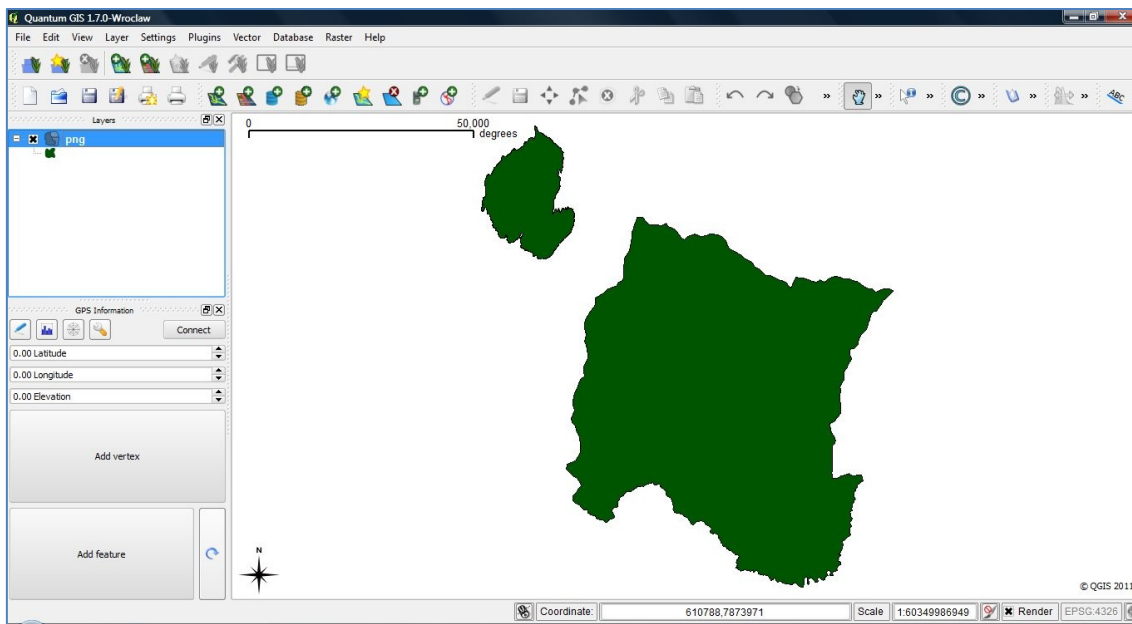 Quantum GIS 1.7.0-Wroclaw
File Edit View Layer Settings Plugins Vector Database Raster Help
» » » » »
ABC
Layers
png
0 50,000
degrees
GPS Information
Connect
0.00 Latitude
0.00 Longitude
0.00 Elevation
Add vertex
Add feature
N
© QGIS 2011
Coordinate: 610788,7873971 Scale 1:60349986949 Render EPSG:4326